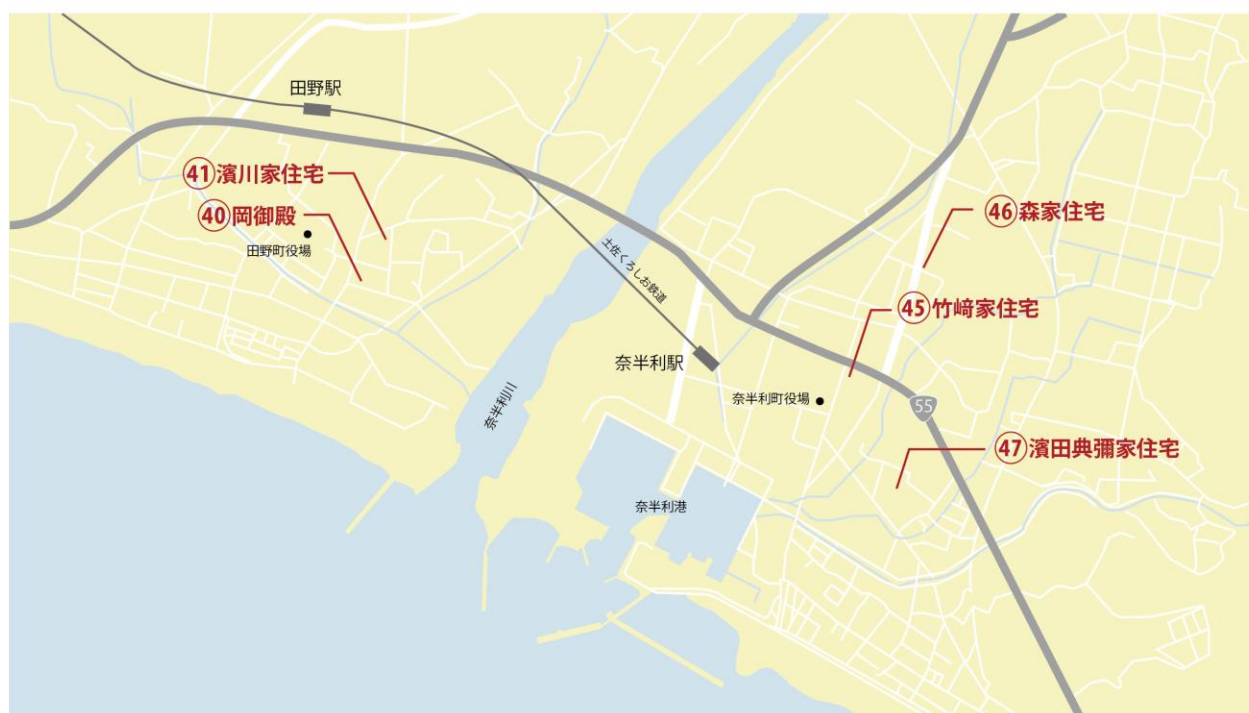 田野駅
㊶濱川家住宅
㊵岡御殿
田野町役場
土佐くろしお鉄道
㊻森家住宅
㊺竹﨑家住宅
奈半利駅
奈半利町役場
奈半利川
55
㊼濱田典彌家住宅
奈半利港